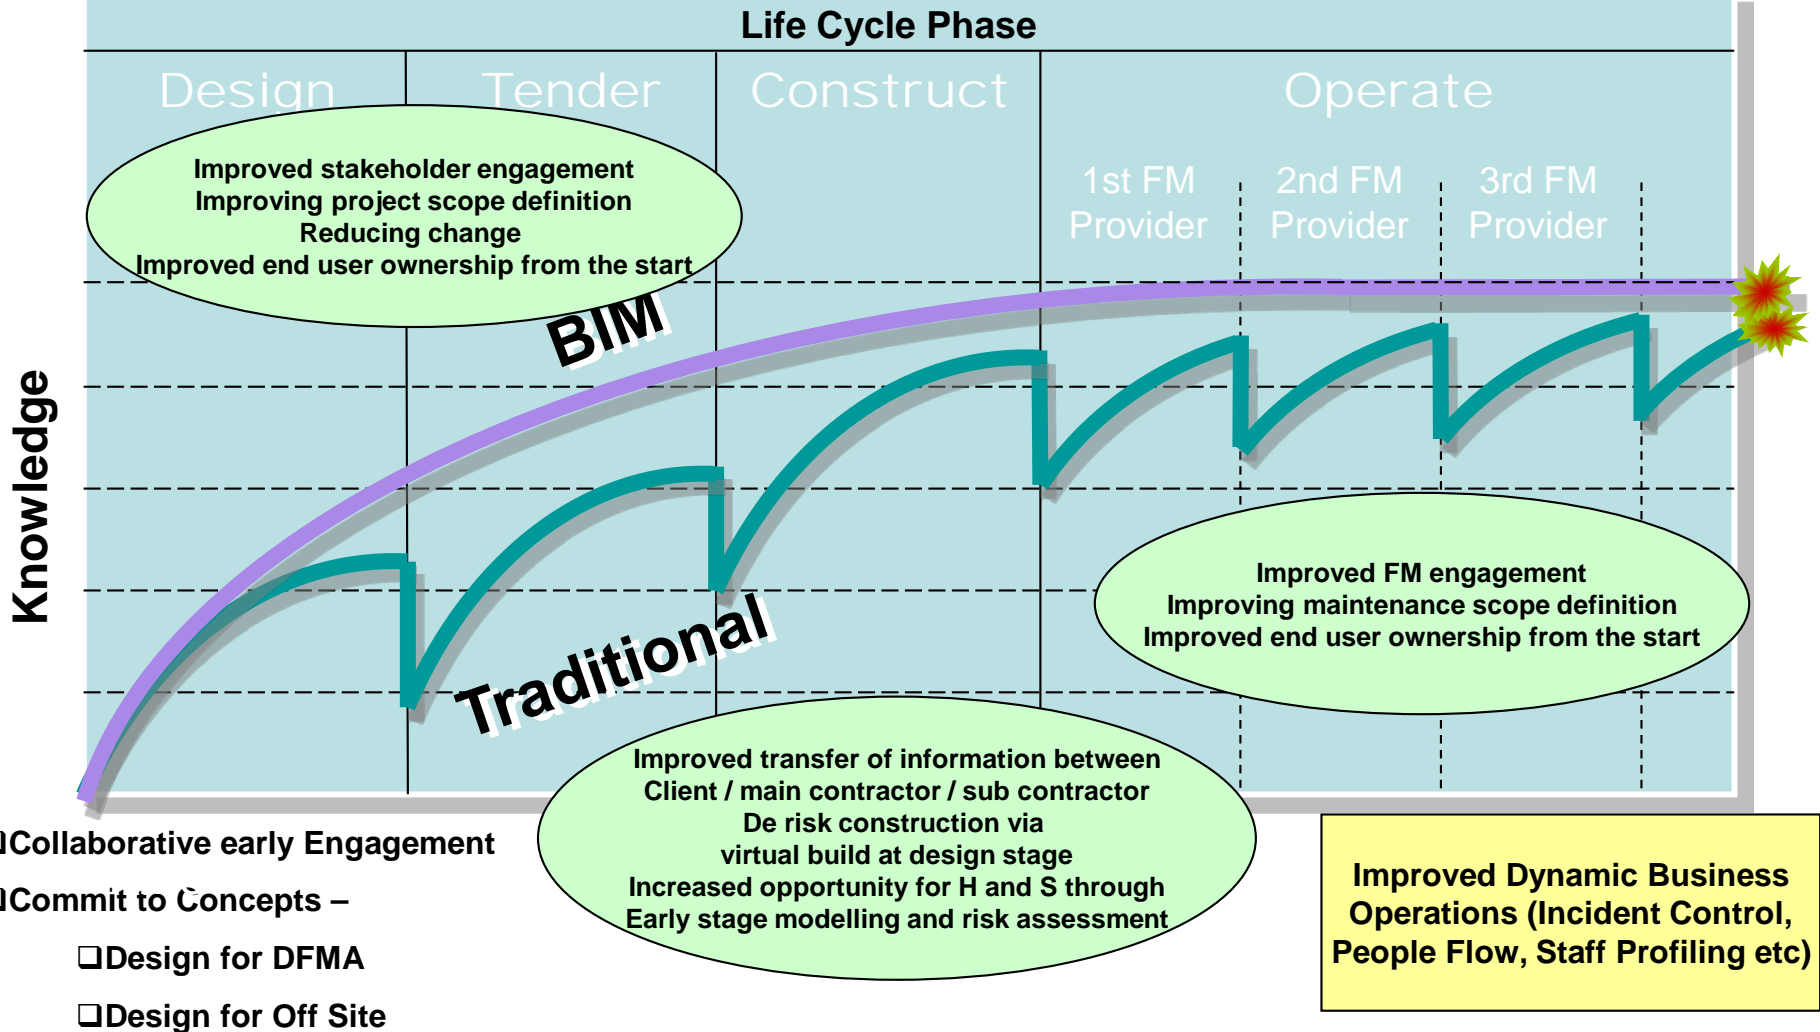 Life Cycle Phase
Design Tender Construct Operate
1st FM
Provider
2nd FM
Provider
3rd FM
Provider
Improved stakeholder engagement
Improving project scope definition
Reducing change
Improved end user ownership from the start
BIM
Knowledge
Traditional
Improved FM engagement
Improving maintenance scope definition
Improved end user ownership from the start
Improved transfer of information between
Client / main contractor / sub contractor
De risk construction via
virtual build at design stage
Increased opportunity for H and S through
Early stage modelling and risk assessment
❑Collaborative early Engagement
❑Commit to Concepts –
❑Design for DFMA
❑Design for Off Site
Improved Dynamic Business
Operations (Incident Control,
People Flow, Staff Profiling etc)